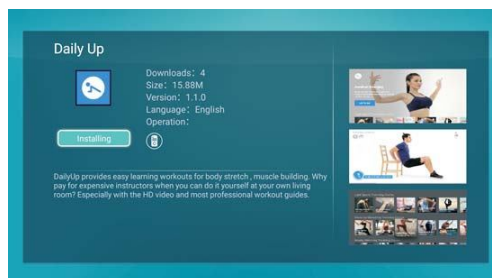 Daily Up
Downloads: 4
Size: 15.88M
Version: 1.1.0
Language: English
Operation:
Installing
DailyUp provides easy learning workouts for body stretch , muscle building. Why
pay for expensive instructors when you can do it yourself at your own living
room? Especially with the HD video and most professional workout guides.